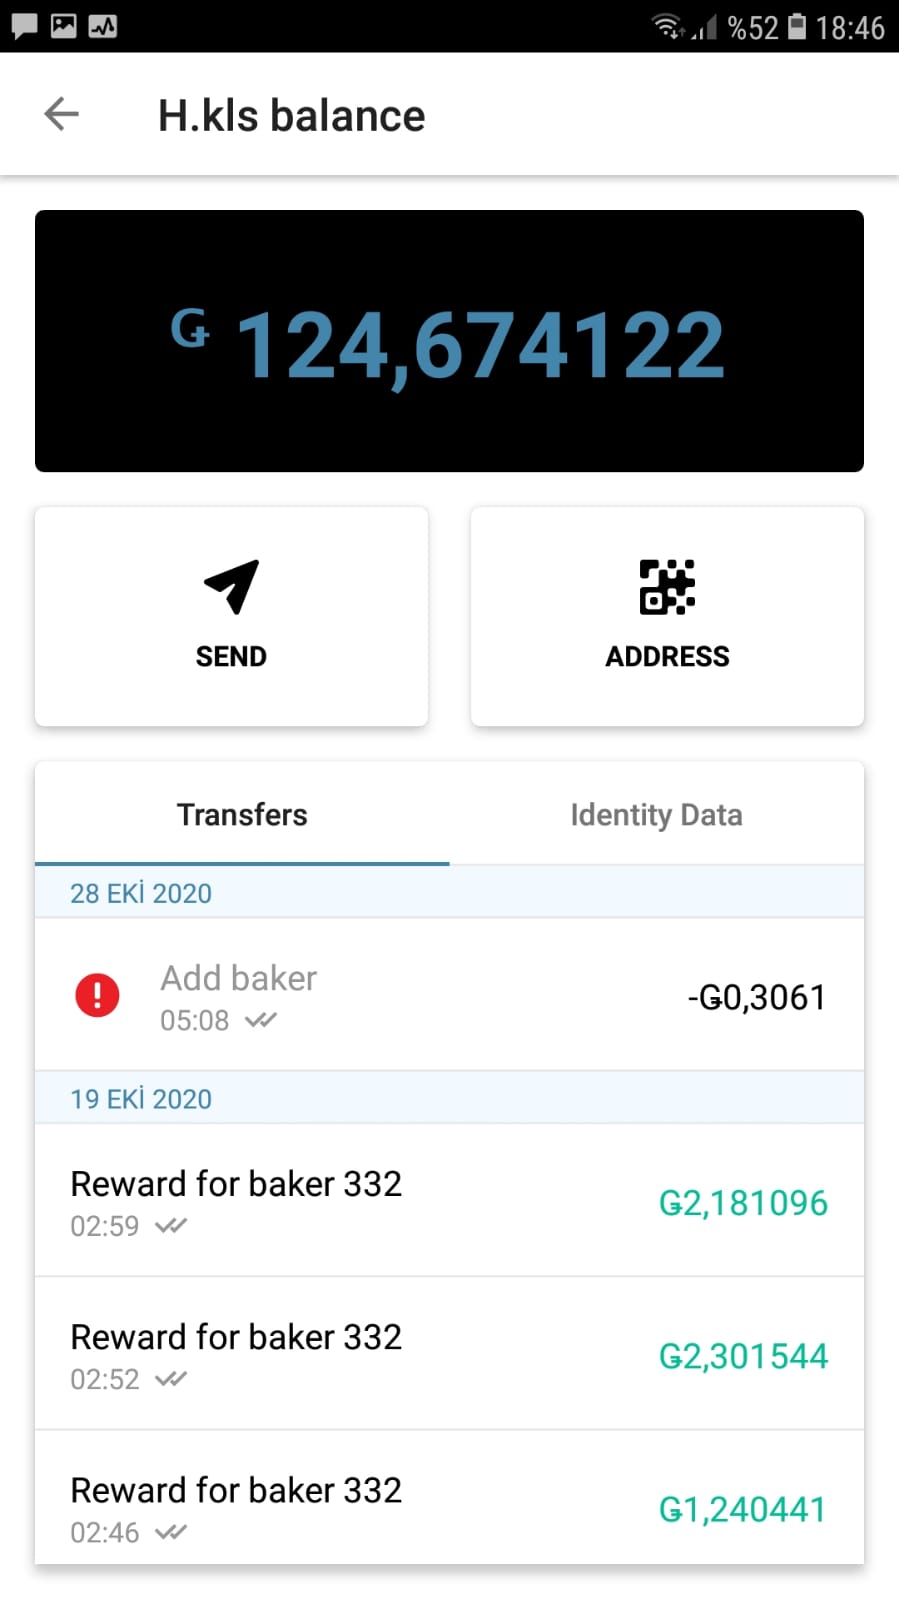 %52 18:46
H.kls balance
Ǥ 124,674122
SEND
ADDRESS
Transfers
Identity Data
28 EKİ 2020
Add baker
05:08
-Ǥ0,3061
19 EKİ 2020
Reward for baker 332
02:59
Ǥ2,181096
Reward for baker 332
02:52
Ǥ2,301544
Reward for baker 332
02:46
Ǥ1,240441